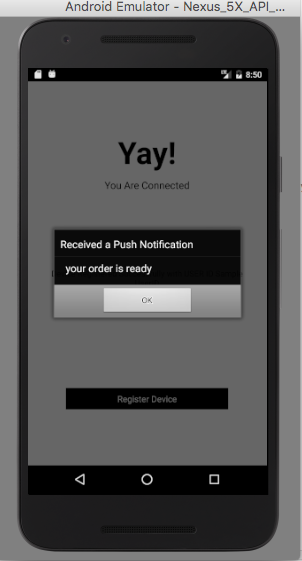 Android Emulator - Nexus_5X_API_...
8:50
Yay!
You Are Connected
Received a Push Notification
your order is ready
OK
Register Device